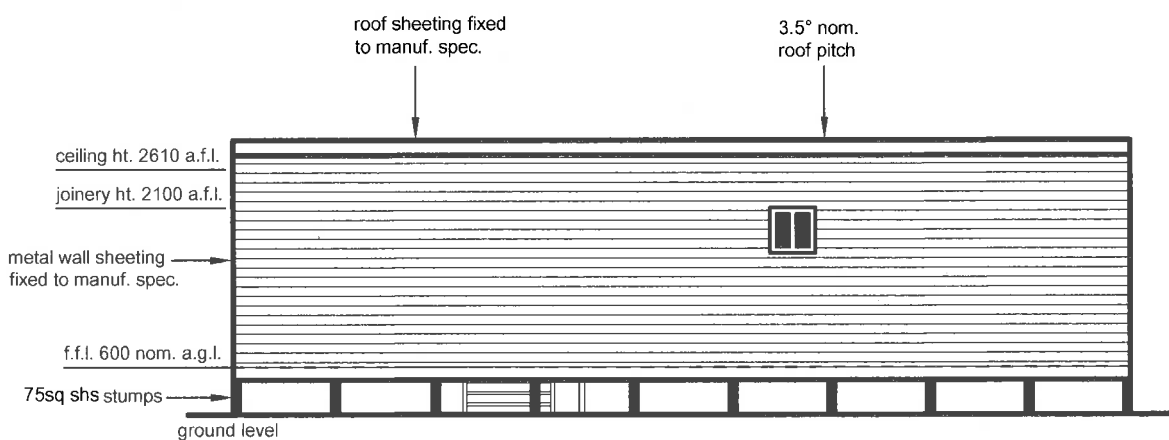 roof sheeting fixed
to manuf. spec.
3.5° nom.
roof pitch
ceiling ht. 2610 a.f.l.
joinery ht. 2100 a.f.l.
metal wall sheeting
fixed to manuf. spec.
f.f.l. 600 nom. a.g.l.
75sq shs stumps
ground level